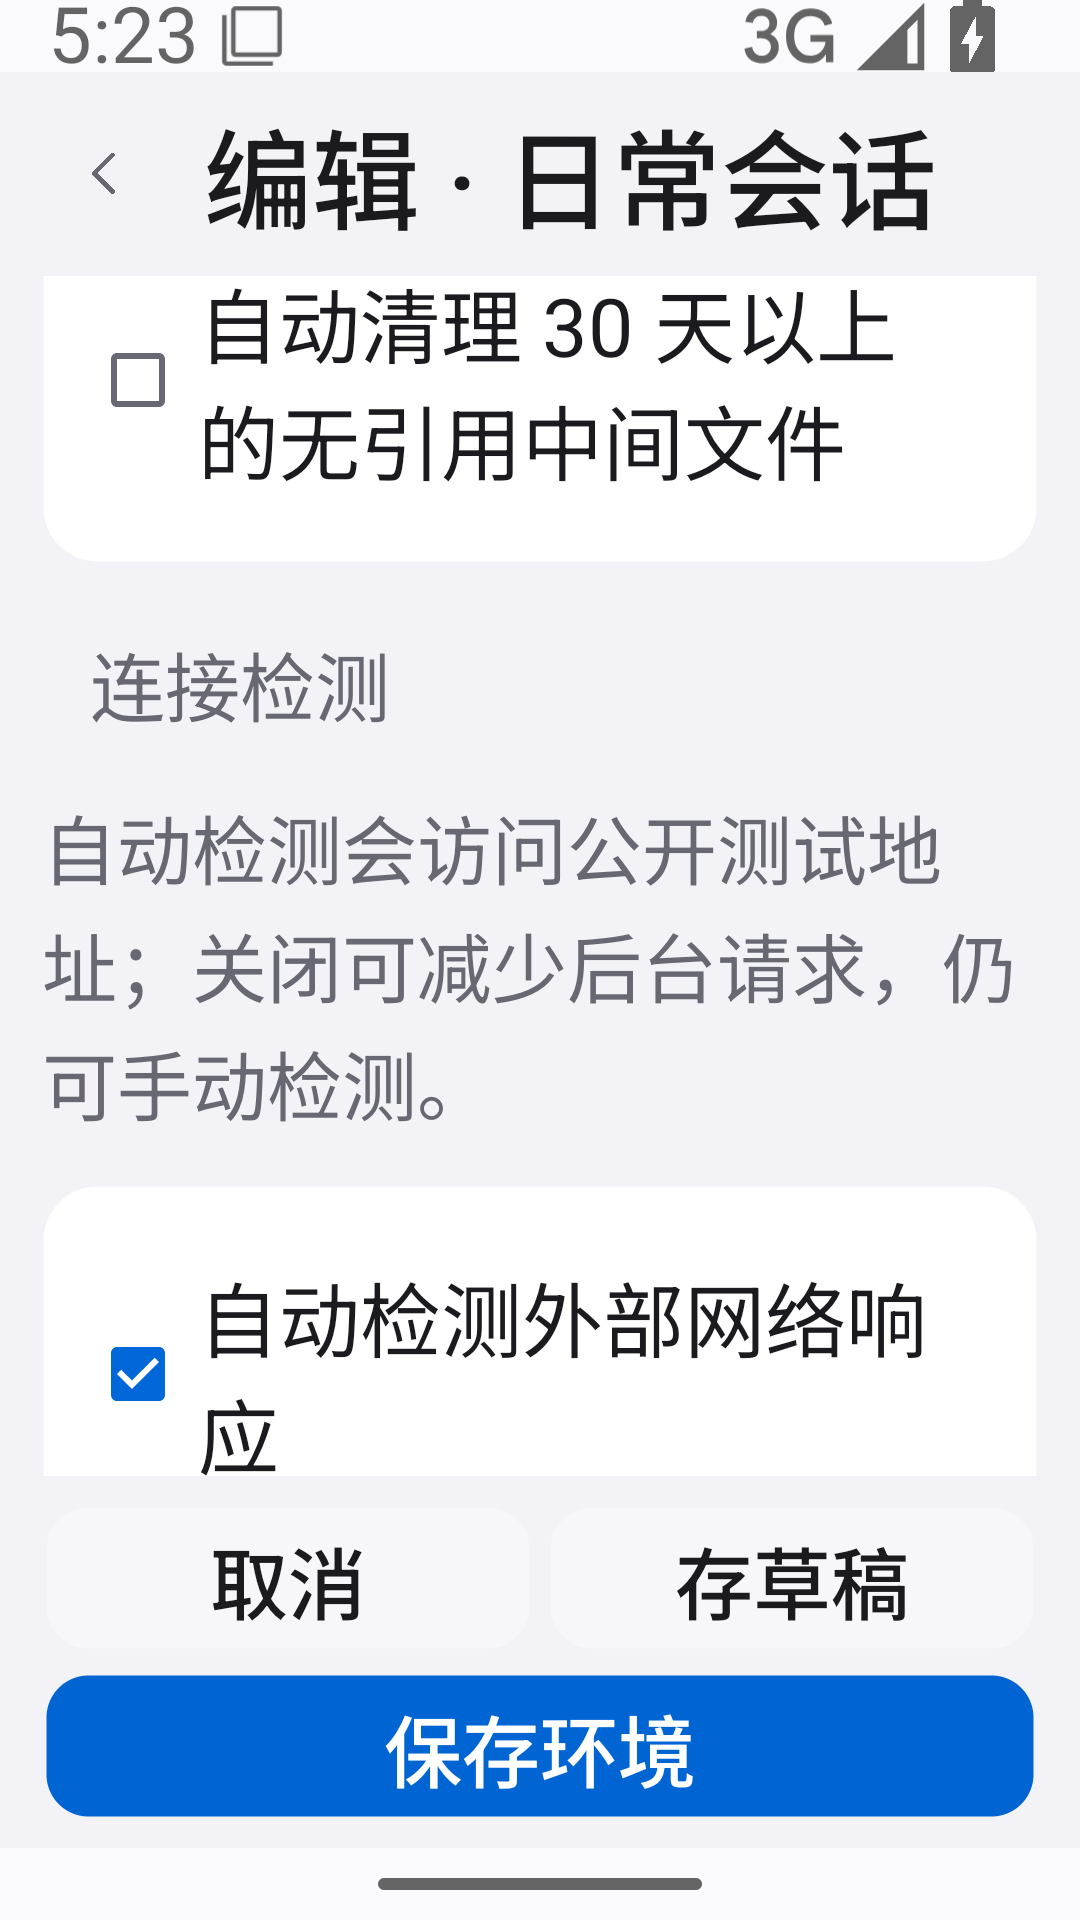 5:23
3G
编辑 · 日常会话
自动清理 30 天以上
的无引用中间文件
连接检测
自动检测会访问公开测试地
址；关闭可减少后台请求，仍
可手动检测。
自动检测外部网络响
应
取消
存草稿
保存环境